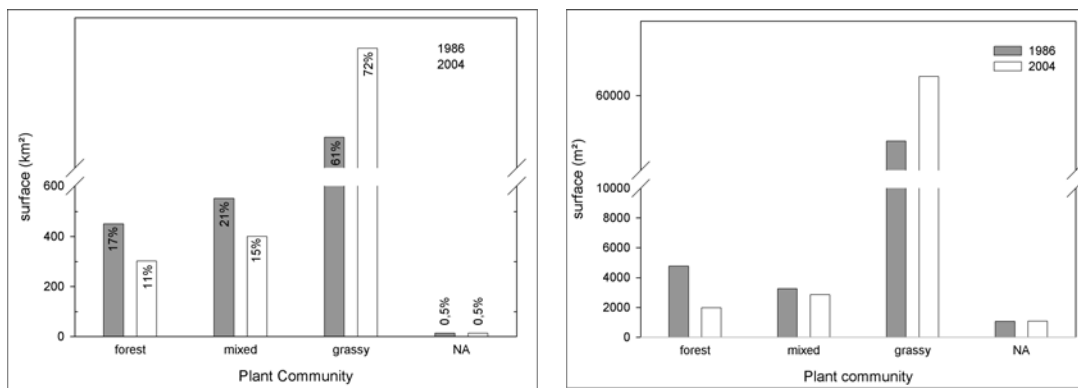 1986
2004
72%
61%
surface (km²)
600
400
200
0
17%
11%
21%
15%
0,5%
0,5%
forest
mixed
grassy
NA
Plant Community
1986
2004
60000
surface (m²)
10000
8000
6000
4000
2000
0
forest
mixed
grassy
NA
Plant community